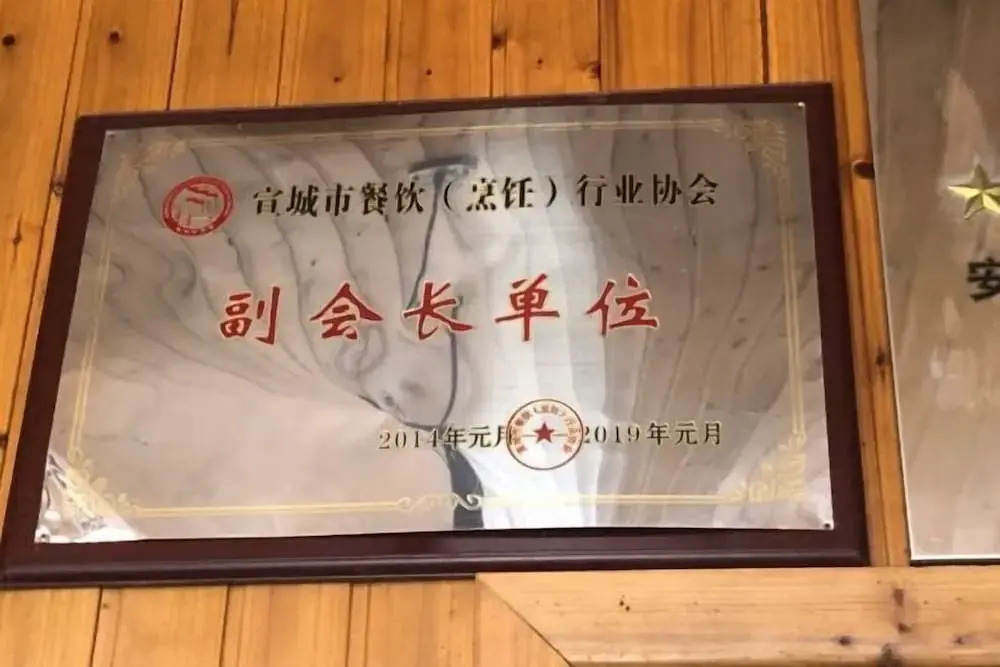 宣城市餐饮（烹饪）行业协会
副会长单位
2014年元月——2019年元月
安